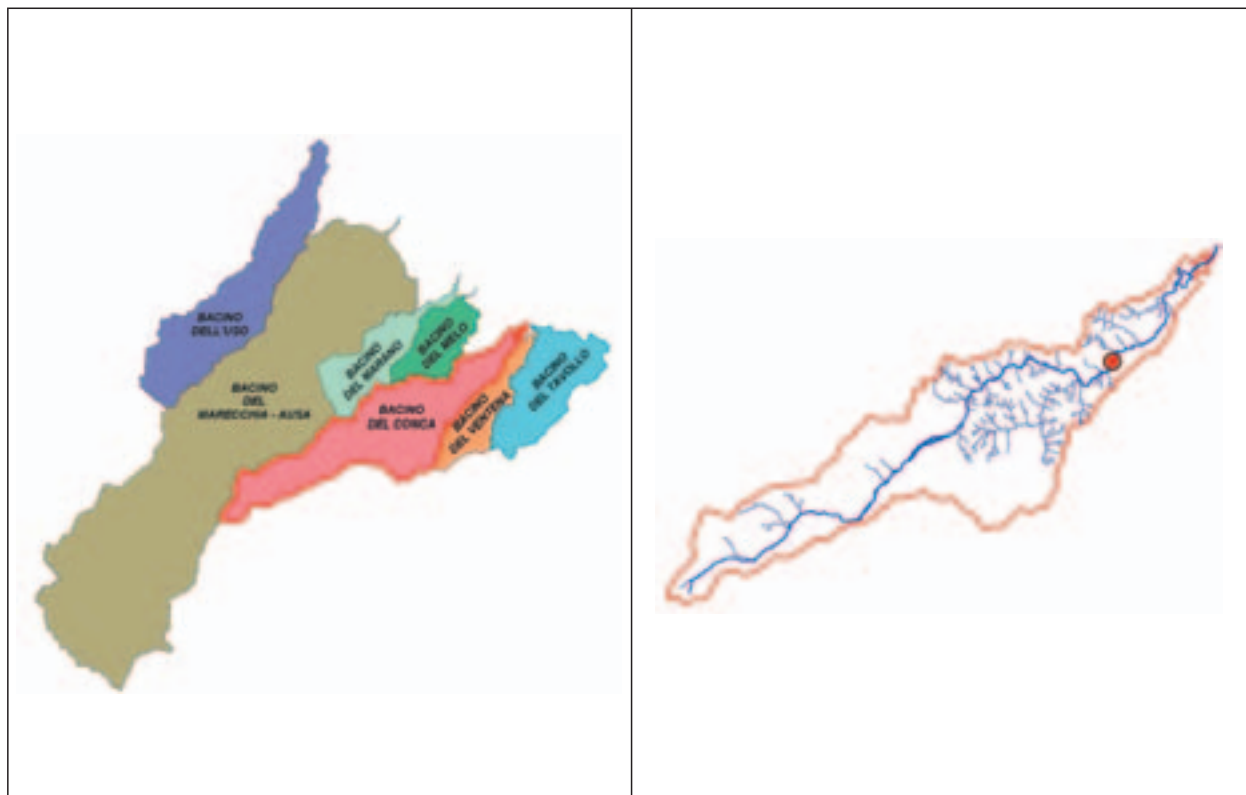 BACINO
DELL'USO
BACINO
DEL
MARECCHIA - AUSA
BACINO
DEL MARANO
BACINO
DEL MELO
BACINO
DEL CONCA
BACINO
DEL VENTENA
BACINO
DEL TAVOLLO